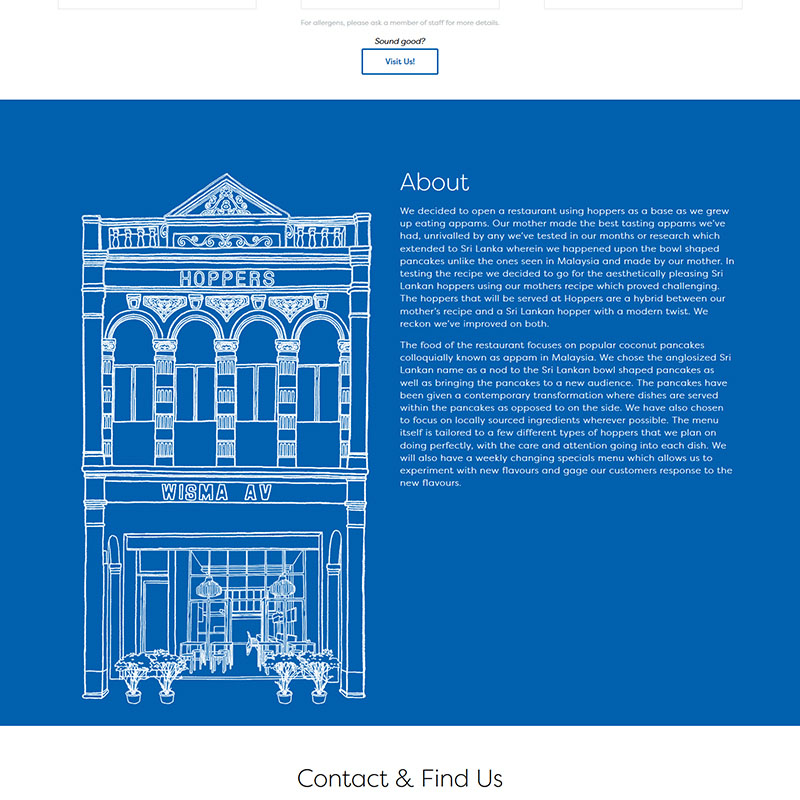 For allergens, please ask a member of staff for more details.
Sound good?
Visit Us!
HOPPERS
WISMA AV
About
We decided to open a restaurant using hoppers as a base as we grew
up eating appams. Our mother made the best tasting appams we've
had, unrivalled by any we've tested in our months or research which
extended to Sri Lanka wherein we happened upon the bowl shaped
pancakes unlike the ones seen in Malaysia and made by our mother. In
testing the recipe we decided to go for the aesthetically pleasing Sri
Lankan hoppers using our mothers recipe which proved challenging.
The hoppers that will be served at Hoppers are a hybrid between our
mother's recipe and a Sri Lankan hopper with a modern twist. We
reckon we've improved on both.
The food of the restaurant focuses on popular coconut pancakes
colloquially known as appam in Malaysia. We chose the anglosized Sri
Lankan name as a nod to the Sri Lankan bowl shaped pancakes as
well as bringing the pancakes to a new audience. The pancakes have
been given a contemporary transformation where dishes are served
within the pancakes as opposed to on the side. We have also chosen
to focus on locally sourced ingredients wherever possible. The menu
itself is tailored to a few different types of hoppers that we plan on
doing perfectly, with the care and attention going into each dish. We
will also have a weekly changing specials menu which allows us to
experiment with new flavours and gage our customers response to the
new flavours.
Contact & Find Us